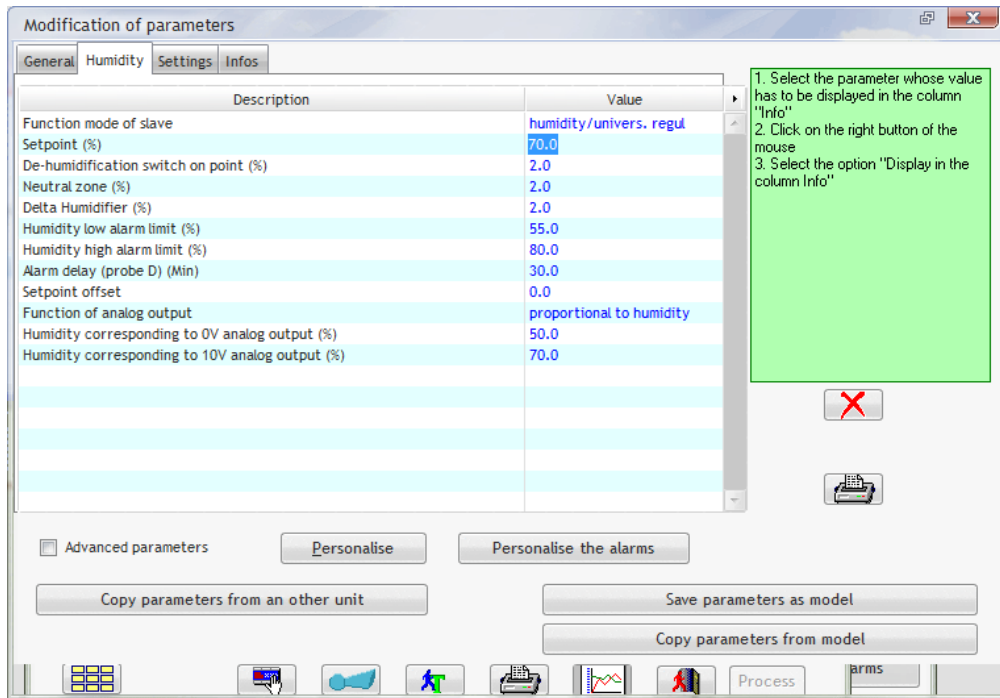 Modification of parameters
General Humidity Settings Infos
Description Value
Function mode of slave humidity/univers. regul
Setpoint (%) 70.0
De-humidification switch on point (%) 2.0
Neutral zone (%) 2.0
Delta Humidifier (%) 2.0
Humidity low alarm limit (%) 55.0
Humidity high alarm limit (%) 80.0
Alarm delay (probe D) (Min) 30.0
Setpoint offset 0.0
Function of analog output proportional to humidity
Humidity corresponding to 0V analog output (%) 50.0
Humidity corresponding to 10V analog output (%) 70.0
1. Select the parameter whose value
has to be displayed in the column
"Info"
2. Click on the right button of the
mouse
3. Select the option "Display in the
column Info"
Advanced parameters
Personalise
Personalise the alarms
Copy parameters from an other unit
Save parameters as model
Copy parameters from model
Process
arms